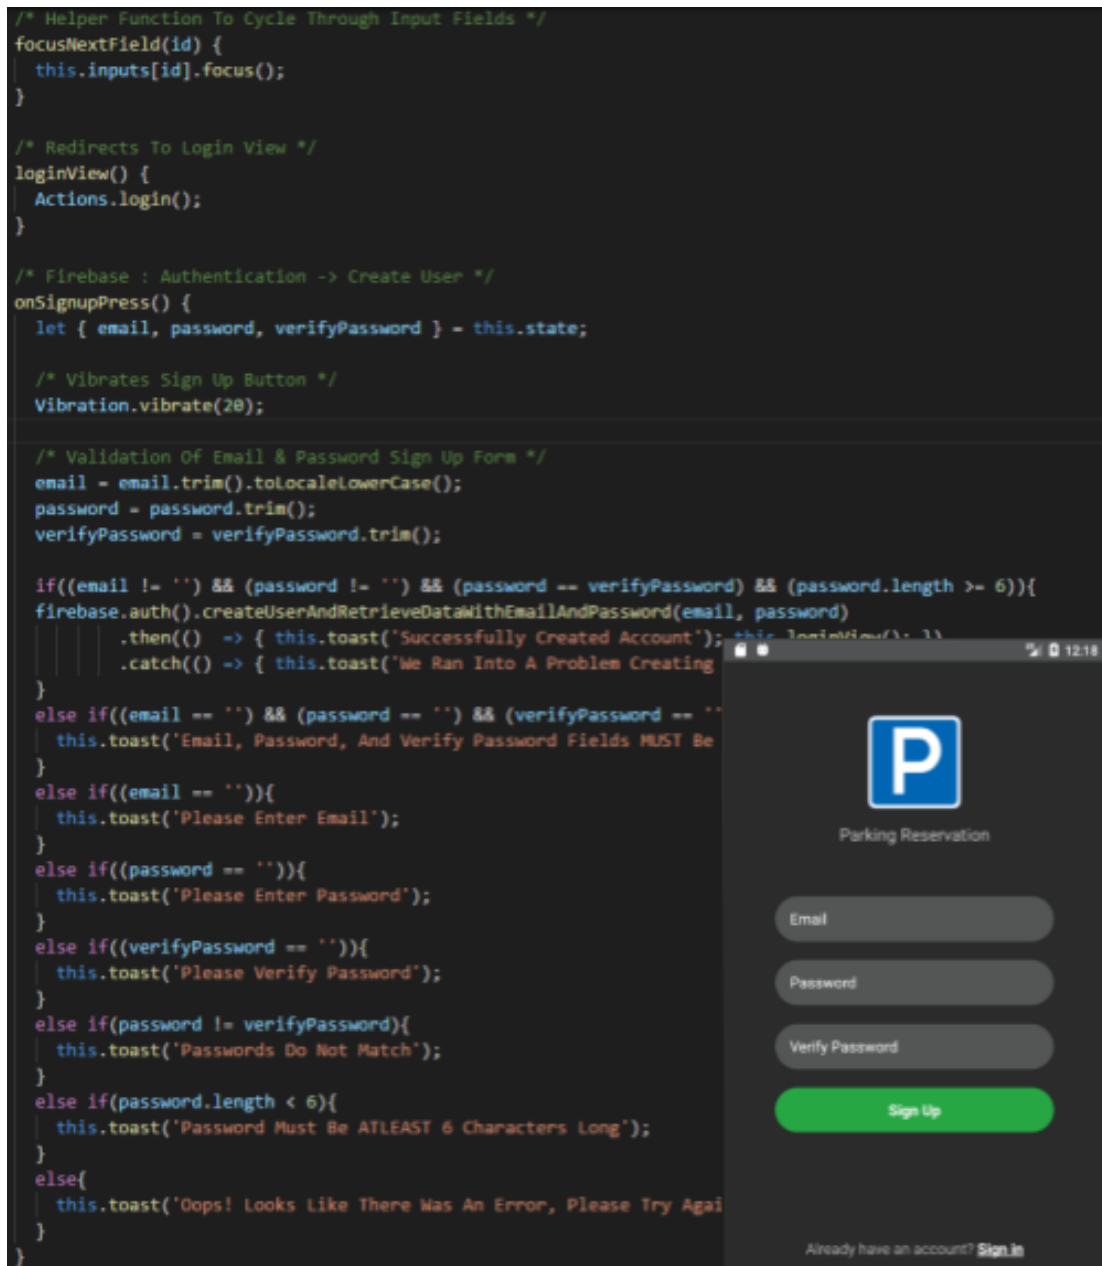 /* Helper Function To Cycle Through Input Fields */
focusNextField(id) {
this.inputs[id].focus();
}
/* Redirects To Login View */
loginView() {
Actions.login();
}
/* Firebase : Authentication -> Create User */
onSignupPress() {
let { email, password, verifyPassword } = this.state;
/* Vibrates Sign Up Button */
Vibration.vibrate(20);
/* Validation Of Email & Password Sign Up Form */
email = email.trim().toLocaleLowerCase();
password = password.trim();
verifyPassword = verifyPassword.trim();
if((email != '') && (password != '') && (password == verifyPassword) && (password.length >= 6)){
firebase.auth().createUserAndRetrieveDataWithEmailAndPassword(email, password)
.then(() => { this.toast('Successfully Created Account'); this.loginView(); })
.catch(() => { this.toast('We Ran Into A Problem Creating
}
else if((email == '') && (password == '') && (verifyPassword == ''
this.toast('Email, Password, And Verify Password Fields MUST Be
}
else if((email == '')){
this.toast('Please Enter Email');
}
else if((password == '')){
this.toast('Please Enter Password');
}
else if((verifyPassword == '')){
this.toast('Please Verify Password');
}
else if(password != verifyPassword){
this.toast('Passwords Do Not Match');
}
else if(password.length < 6){
this.toast('Password Must Be ATLEAST 6 Characters Long');
}
else{
this.toast('Oops! Looks Like There Was An Error, Please Try Agai
}
}
12:18
P
Parking Reservation
Email
Password
Verify Password
Sign Up
Already have an account? Sign in